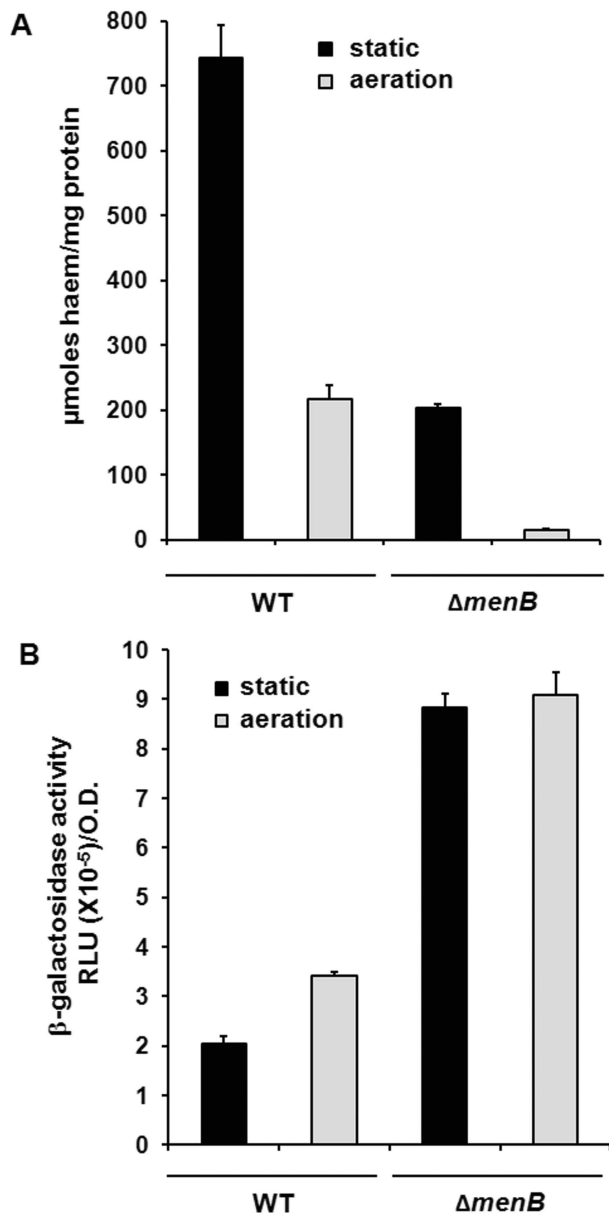 A
800
700
600
500
400
300
200
100
0
µmoles haem/mg protein
static
aeration
WT
ΔmenB
B
10
9
8
7
6
5
4
3
2
1
0
β-galactosidase activity
RLU (X10⁻⁵)/O.D.
static
aeration
WT
ΔmenB